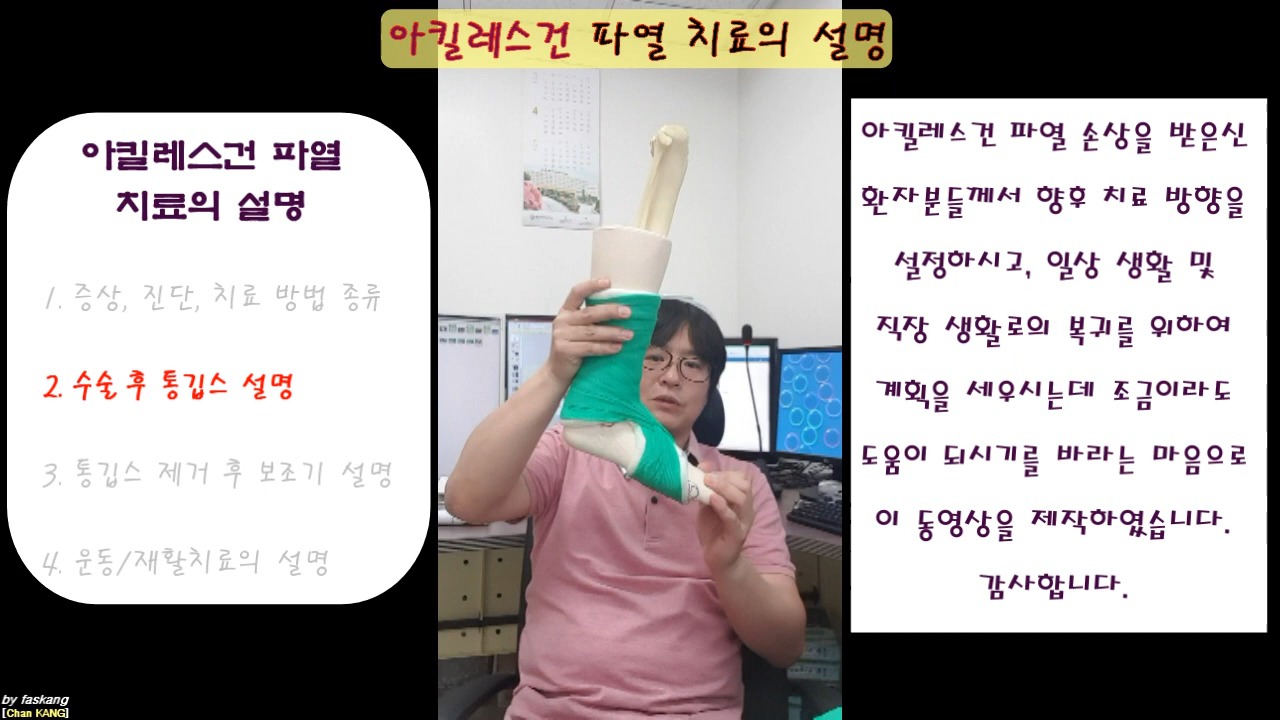 아킬레스건 파열 치료의 설명
아킬레스건 파열
치료의 설명
1. 증상, 진단, 치료 방법 종류
2. 수술 후 통깁스 설명
3. 통깁스 제거 후 보조기 설명
4. 운동/재활치료의 설명
아킬레스건 파열 손상을 받은신
환자분들께서 향후 치료 방향을
설정하시고, 일상 생활 및
직장 생활로의 복귀를 위하여
계획을 세우시는데 조금이라도
도움이 되시기를 바라는 마음으로
이 동영상을 제작하였습니다.
감사합니다.
by faskang
[Chan KANG]